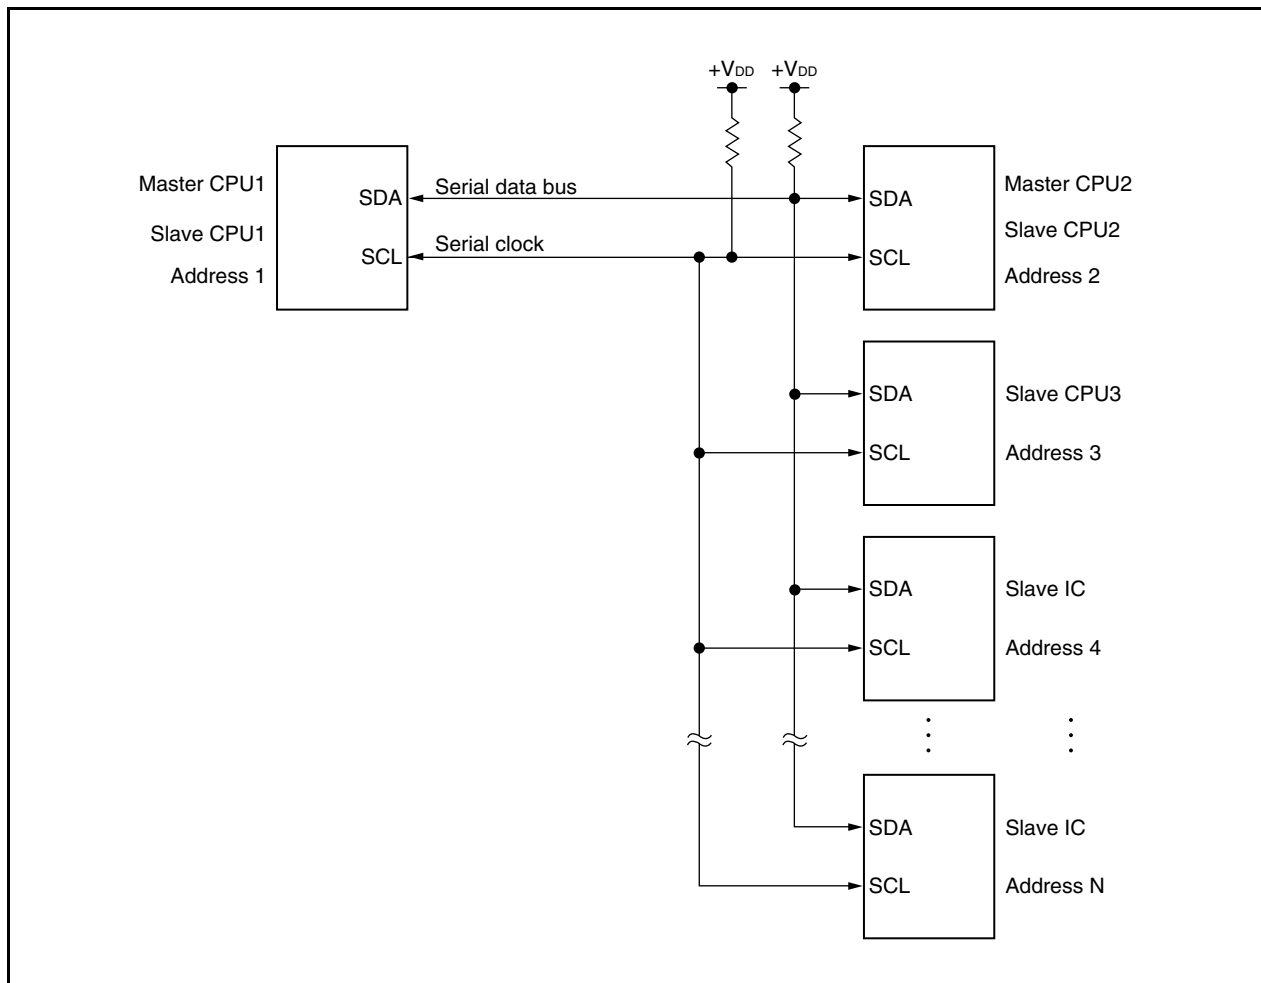 +VDD +VDD
Master CPU1
Slave CPU1
Address 1
SDA
SCL
Serial data bus
Serial clock
SDA
SCL
Master CPU2
Slave CPU2
Address 2
SDA
SCL
Slave CPU3
Address 3
SDA
SCL
Slave IC
Address 4
SDA
SCL
Slave IC
Address N